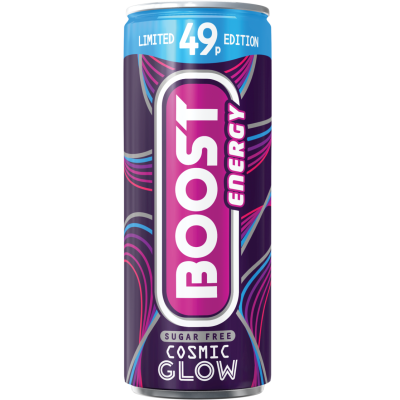 LIMITED 49p EDITION
BOOST
ENERGY
SUGAR FREE
COSMIC
GLOW